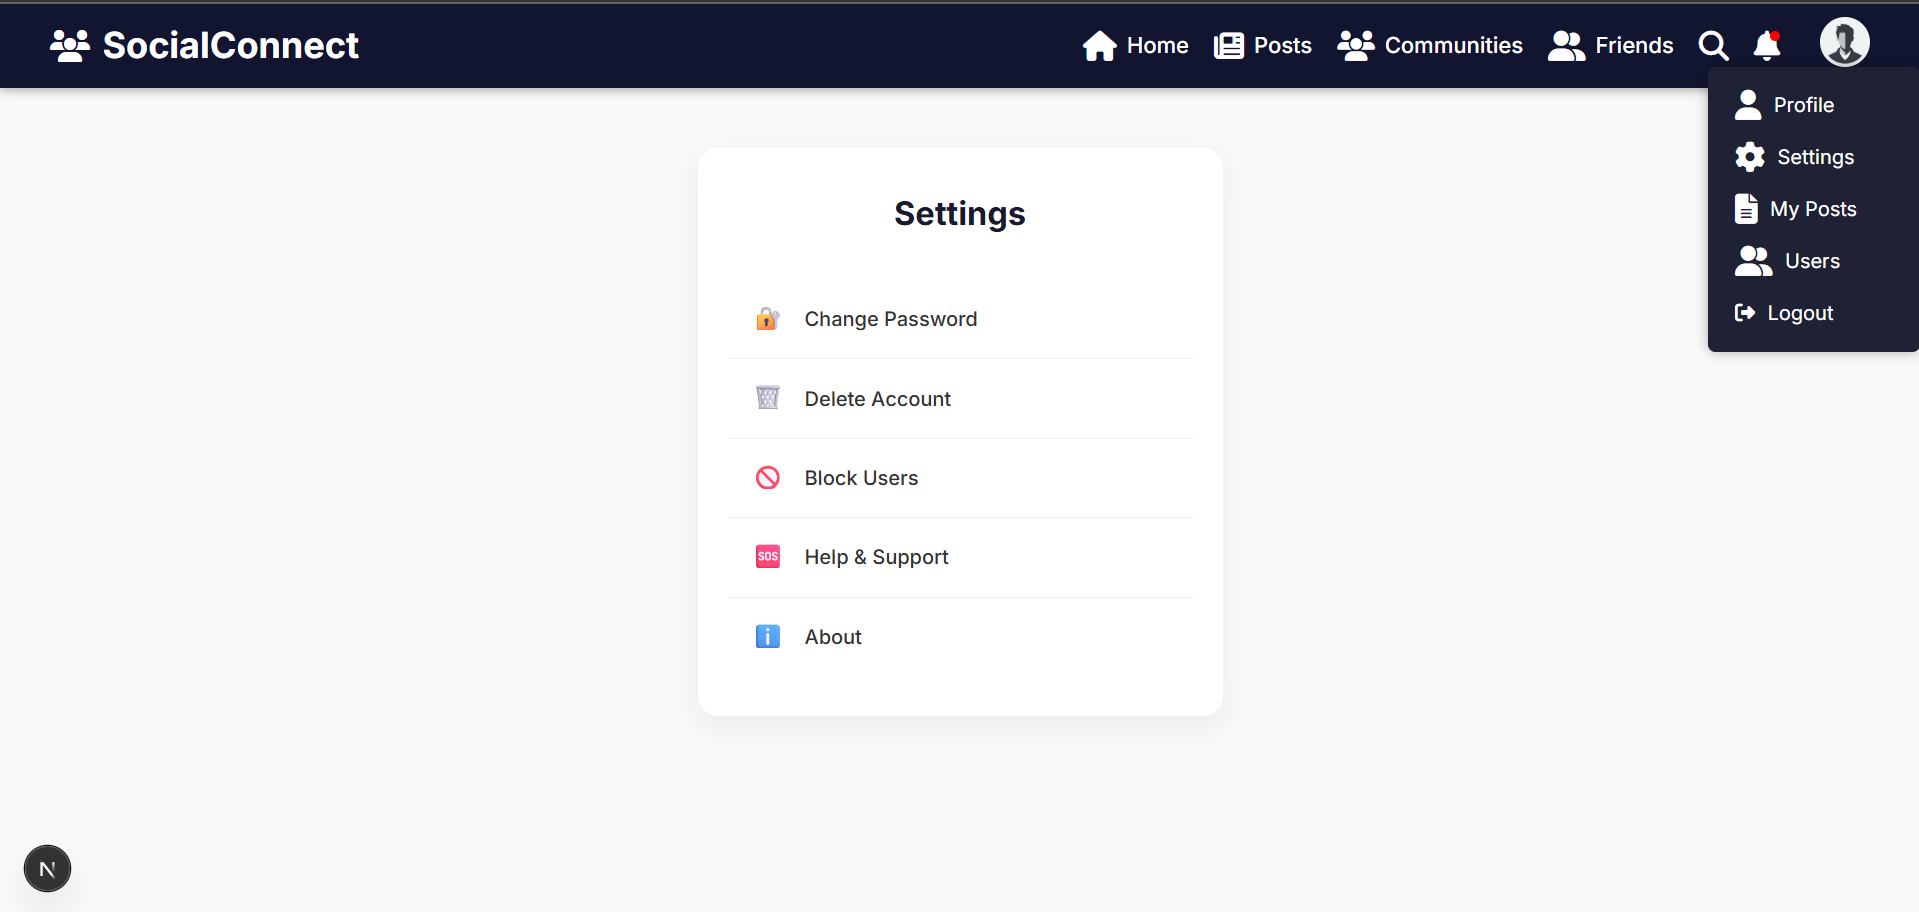 SocialConnect
Home
Posts
Communities
Friends
Profile
Settings
My Posts
Users
Logout
Settings
Change Password
Delete Account
Block Users
SOS
Help & Support
i
About
N